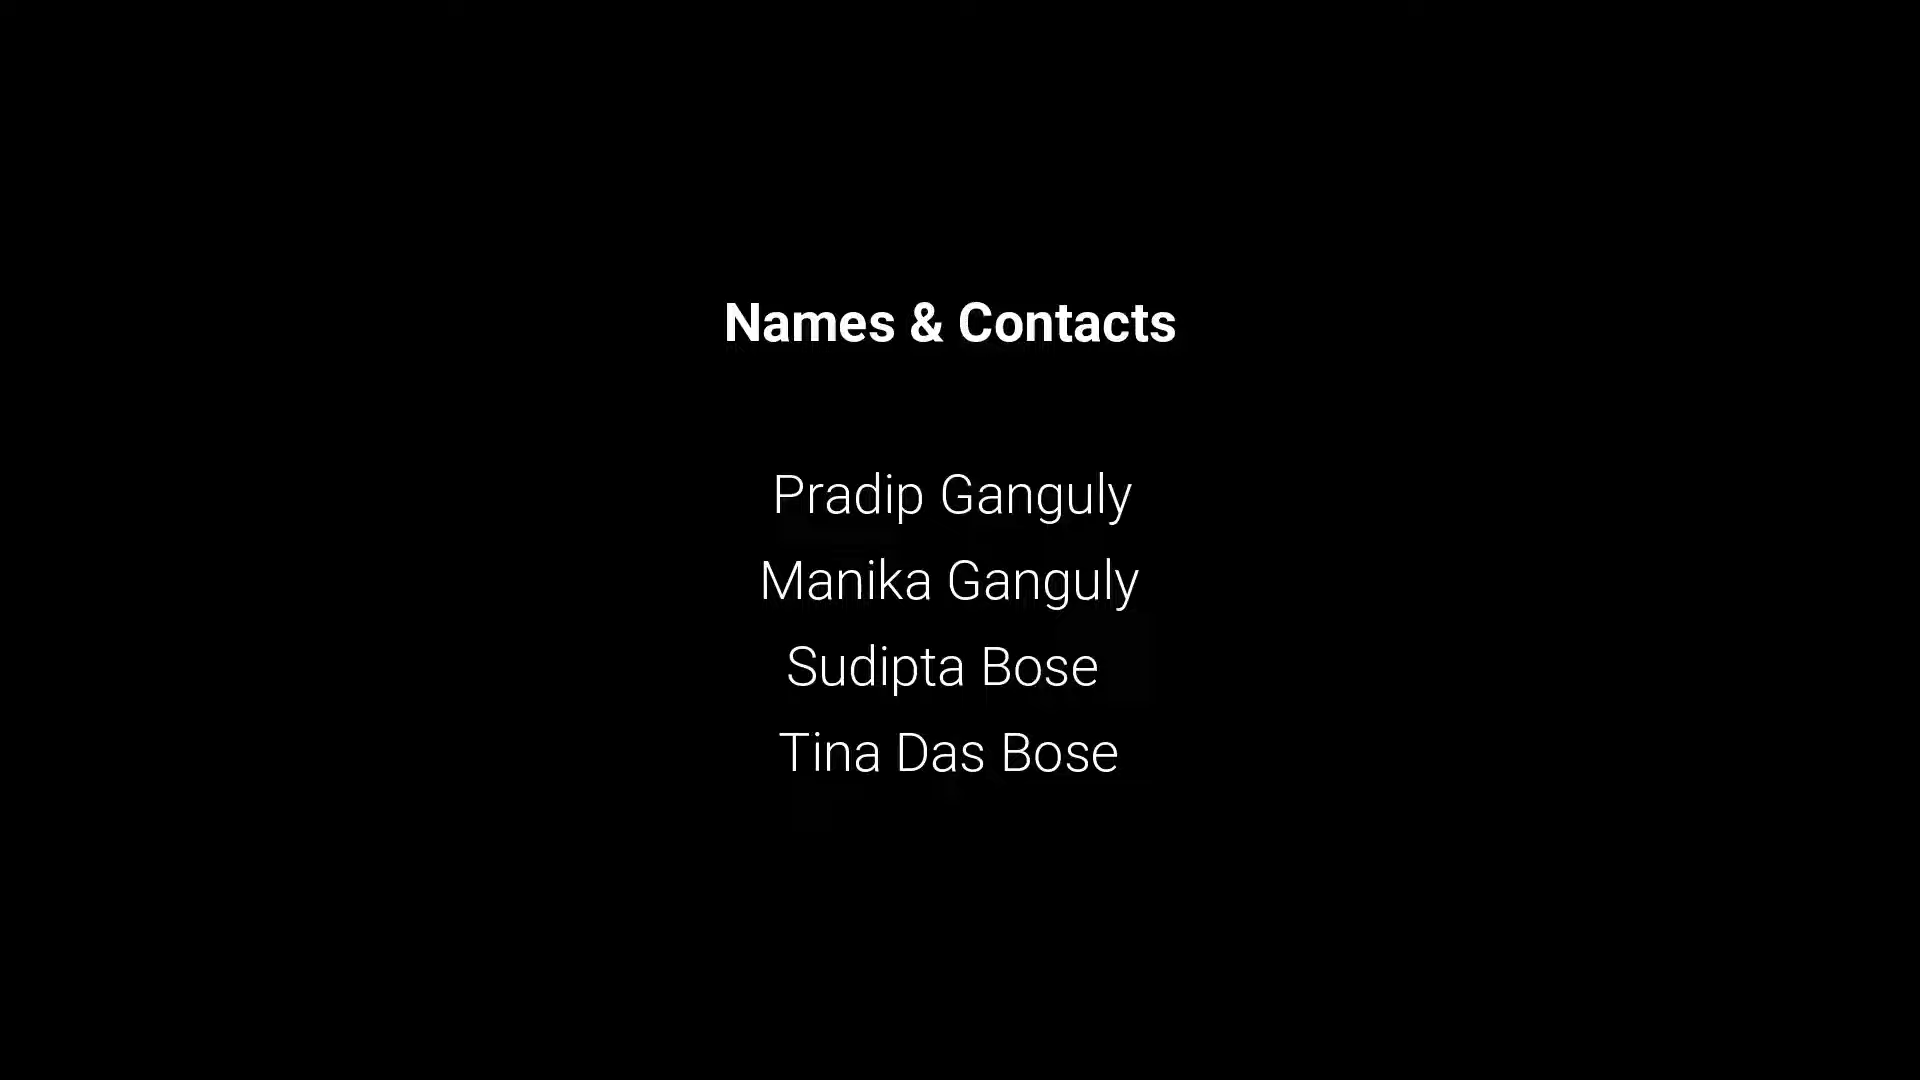 Names & Contacts
Pradip Ganguly
Manika Ganguly
Sudipta Bose
Tina Das Bose